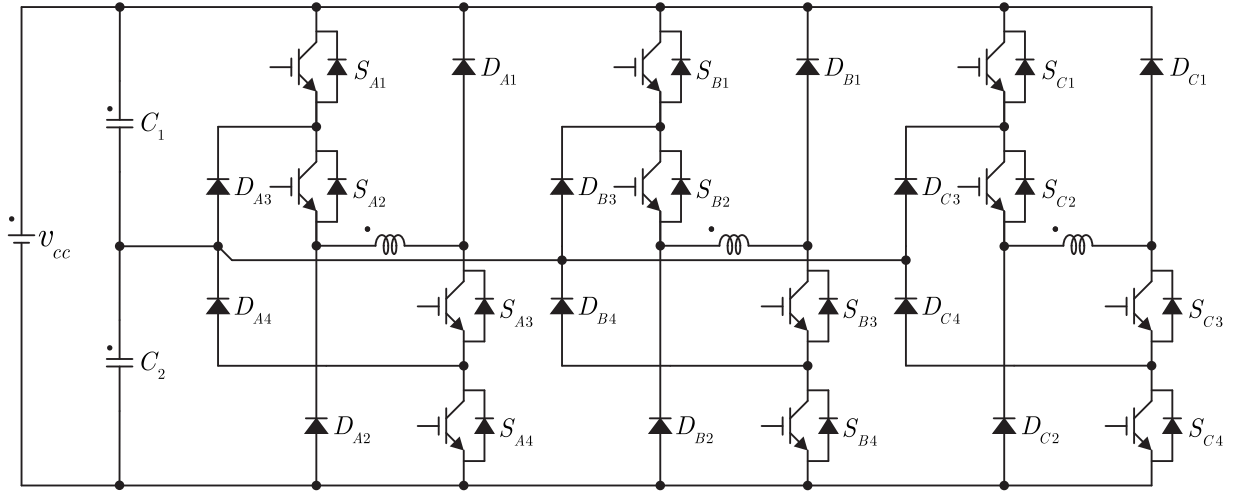 S_{A1} D_{A1} S_{B1} D_{B1} S_{C1} D_{C1}
C_1
D_{A3} S_{A2} D_{B3} S_{B2} D_{C3} S_{C2}
v_{cc}
D_{A4} S_{A3} D_{B4} S_{B3} D_{C4} S_{C3}
C_2
D_{A2} S_{A4} D_{B2} S_{B4} D_{C2} S_{C4}